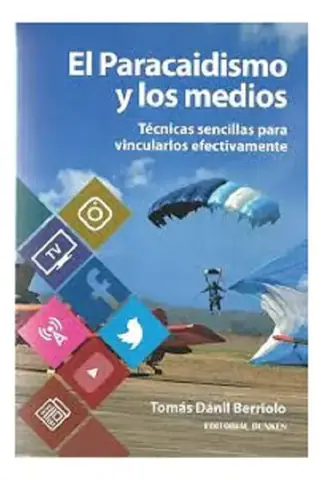 El Paracaidismo
y los medios
Técnicas sencillas para
vincularlos efectivamente
TV
Tomás Dánil Berriolo
EDITORIAL DUNKEN